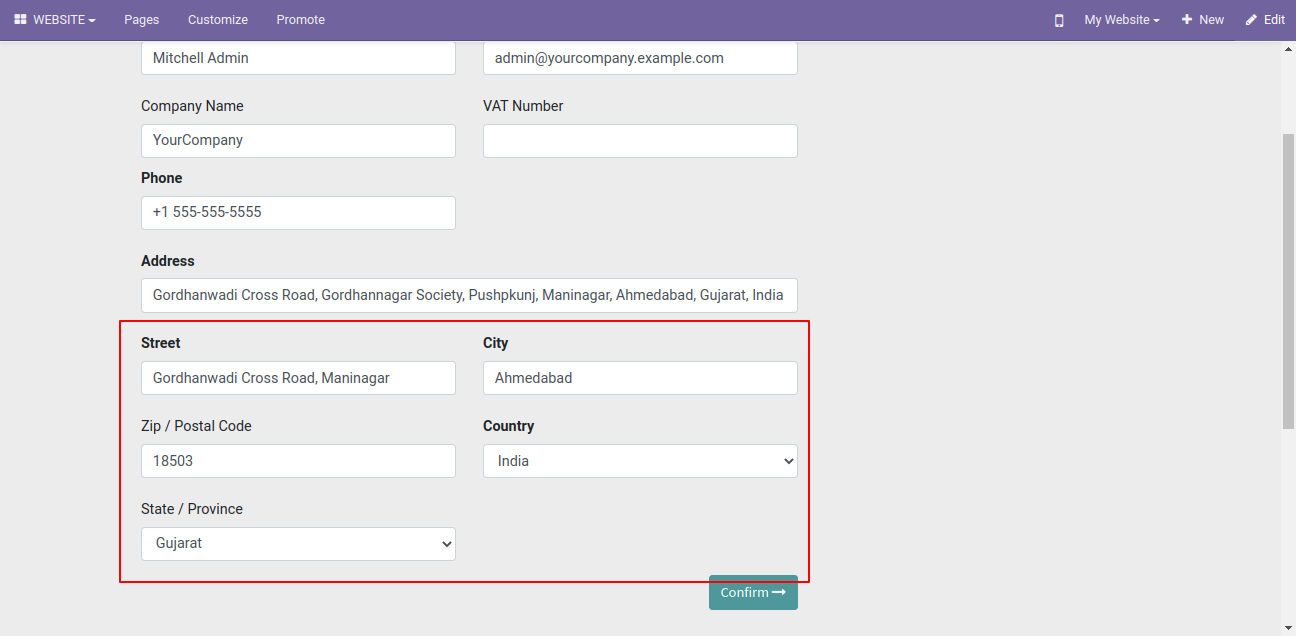 WEBSITE Pages Customize Promote My Website New Edit
Mitchell Admin admin@yourcompany.example.com
Company Name VAT Number
YourCompany
Phone
+1 555-555-5555
Address
Gordhanwadi Cross Road, Gordhannagar Society, Pushpkunj, Maninagar, Ahmedabad, Gujarat, India
Street City
Gordhanwadi Cross Road, Maninagar Ahmedabad
Zip / Postal Code Country
18503 India
State / Province
Gujarat
Confirm